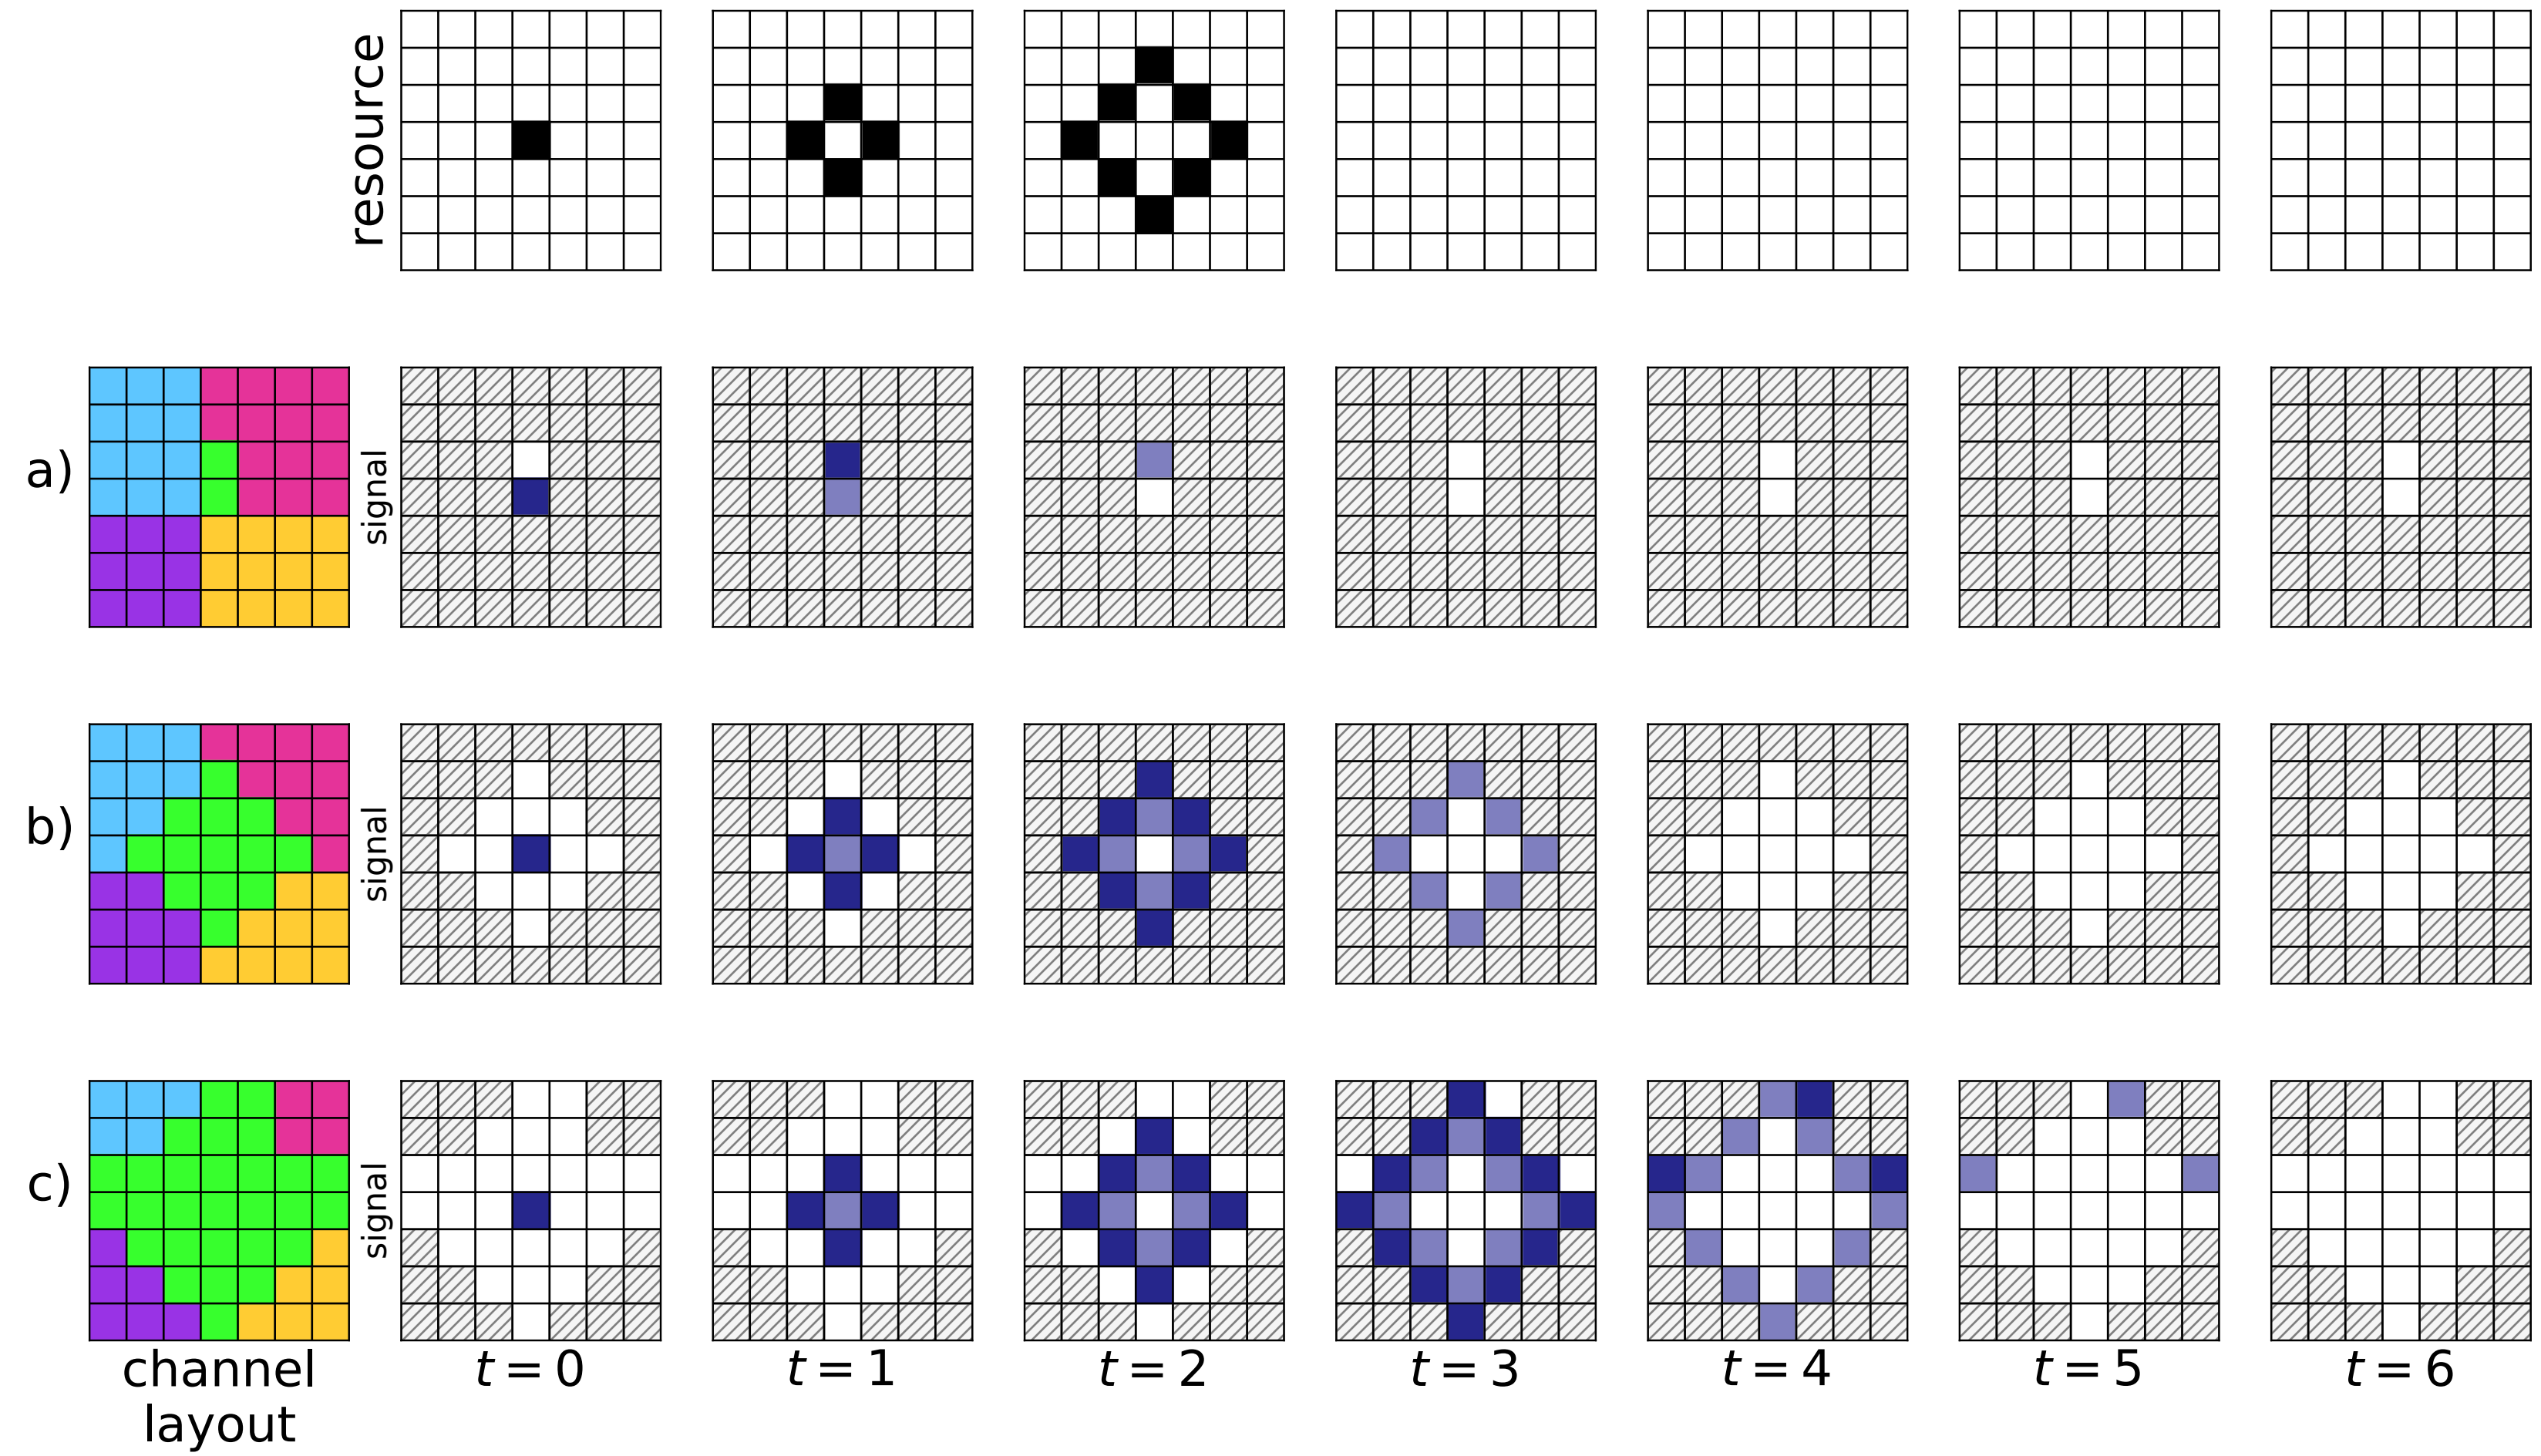 resource
a)
signal
b)
signal
c)
signal
channel
layout
t = 0
t = 1
t = 2
t = 3
t = 4
t = 5
t = 6